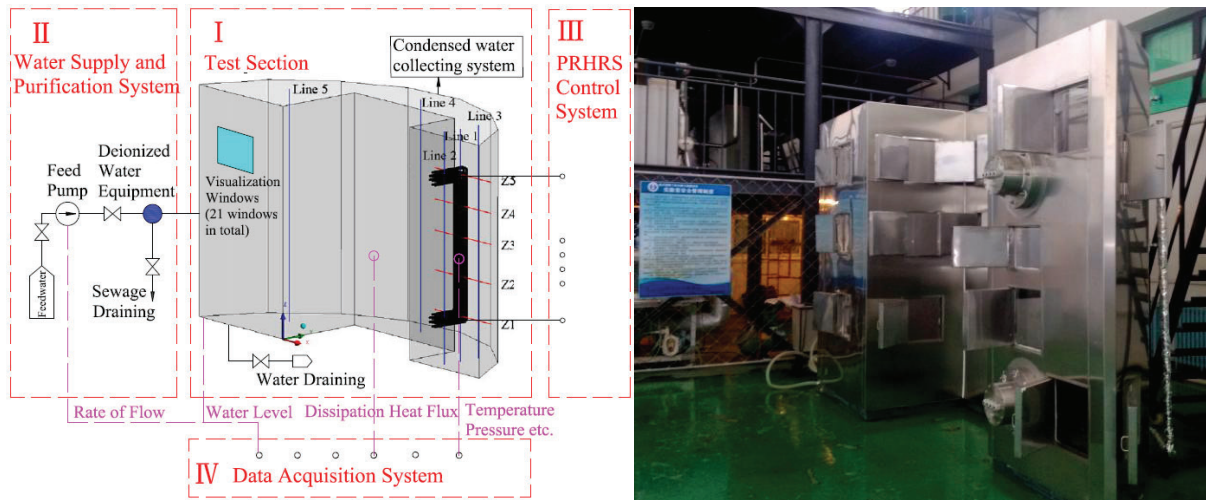 II
Water Supply and
Purification System
Feed
Pump
Deionized
Water
Equipment
Feedwater
Sewage
Draining
I
Test Section
Condensed water
collecting system
Line 5
Line 4
Line 3
Line 1
Line 2
Visualization
Windows
(21 windows
in total)
Z5
Z4
Z3
Z2
Z1
z
Water Draining
III
PRHRS
Control
System
Rate of Flow
Water Level
Dissipation Heat Flux
Temperature
Pressure etc.
IV
Data Acquisition System